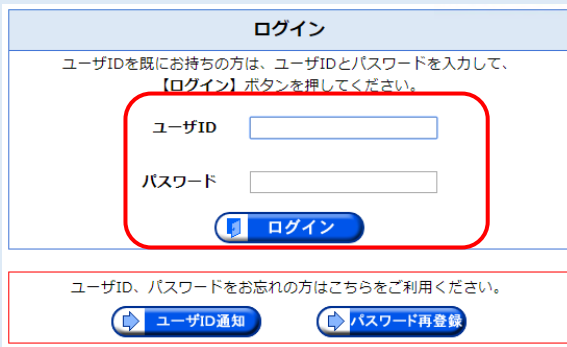 ログイン
ユーザIDを既にお持ちの方は、ユーザIDとパスワードを入力して、
【ログイン】ボタンを押してください。
ユーザID
パスワード
ログイン
ユーザID、パスワードをお忘れの方はこちらをご利用ください。
ユーザID通知 パスワード再登録